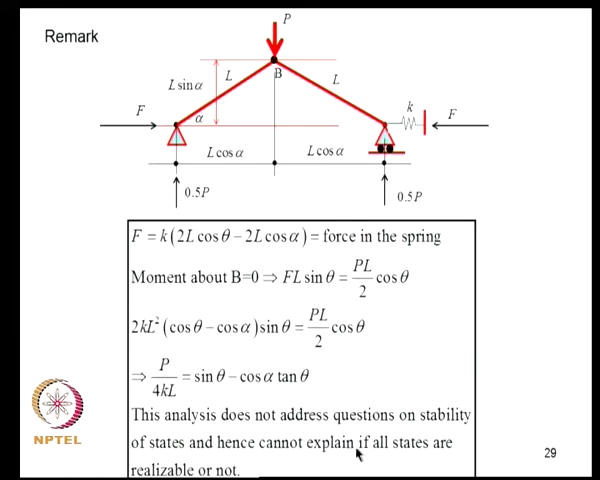 Remark
P
B
L sin α
L
L
k
F
α
F
L cos α
L cos α
0.5P
0.5P
F = k(2L cos θ − 2L cos α) = force in the spring
Moment about B=0 ⇒ FL sin θ = PL/2 cos θ
2kL²(cos θ − cos α)sin θ = PL/2 cos θ
⇒ P/4kL = sin θ − cos α tan θ
This analysis does not address questions on stability
of states and hence cannot explain if all states are
realizable or not.
NPTEL
29